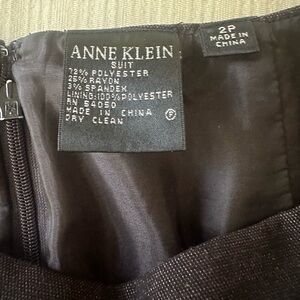 ANNE KLEIN
SUIT
72% POLYESTER
25% RAYON
3% SPANDEX
LINING:100%POLYESTER
RN 54050
MADE IN CHINA
DRY CLEAN
P
2P
MADE IN
CHINA